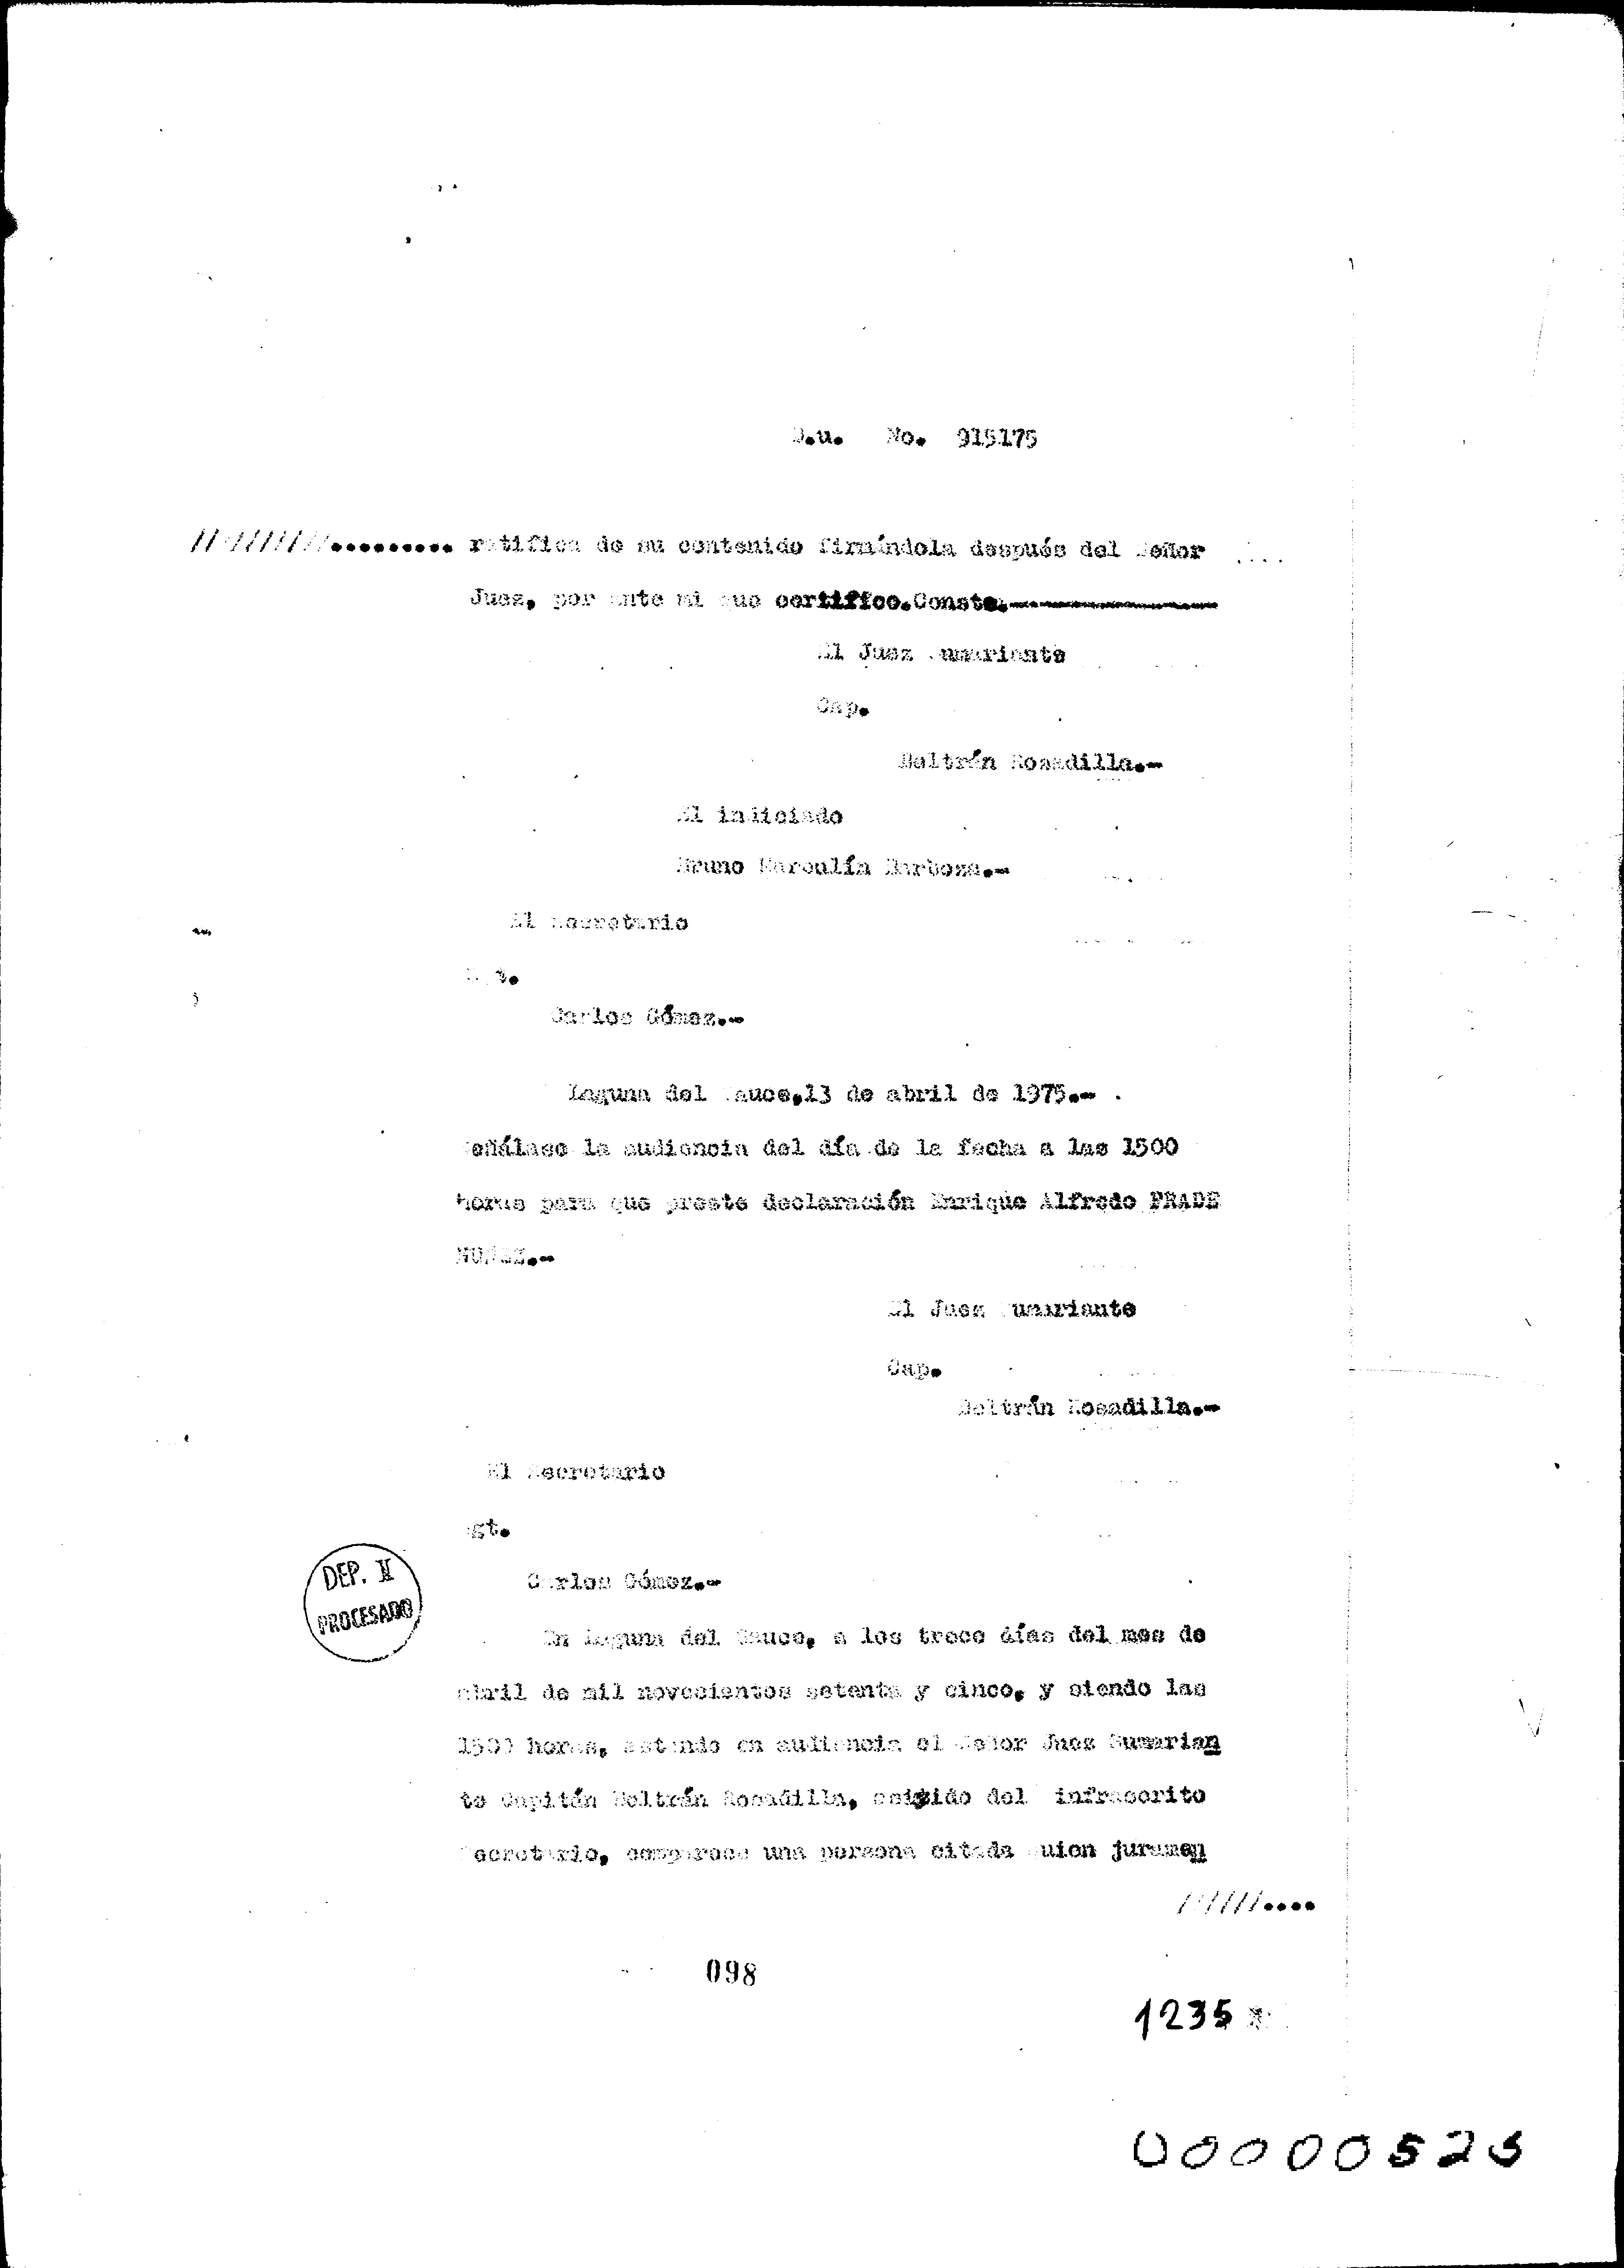 B.u. No. 915175
///////////.......... ratifica de su contenido firmándola después del Señor
Juez, por ante mi que certifico.Conste.-
El Juez Sumariante
Cap.
Beltrán Rosadilla.-
El indiciado
Bruno Marculín Barboza.-
El Secretario
Carlos Gómez.-
Laguna del Sauce,13 de abril de 1975.-
Señálase la audiencia del día de la fecha a las 1500
horas para que preste declaración Enrique Alfredo PRADE
NUÑEZ.-
El Juez Sumariante
Cap.
Beltrán Rosadilla.-
El Secretario
Sgt.
Carlos Gómez.-
DEP. II
PROCESADO
En Laguna del Sauce, a los trece días del mes de
abril de mil novecientos setenta y cinco, y siendo las
1500 horas, estando en audiencia el Señor Juez Sumarian
te Capitán Beltrán Rosadilla, asistido del infrascrito
Secretario, comparece una persona citada quien juramen
///////....
098
1235
00000523